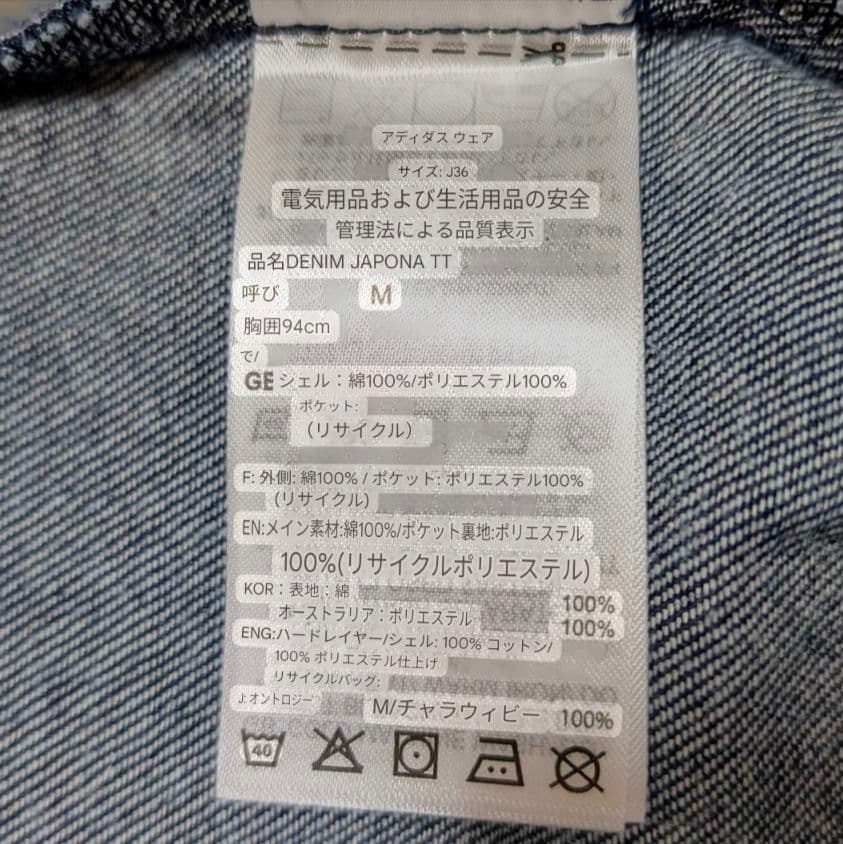 アディダス ウェア
サイズ: J36
電気用品および生活用品の安全
管理法による品質表示
品名DENIM JAPONA TT
呼び M
胸囲94cm
で/
GE シェル：綿100%/ポリエステル100%
ポケット:
（リサイクル）
F: 外側: 綿100% / ポケット: ポリエステル100%
（リサイクル）
EN:メイン素材:綿100%/ポケット裏地:ポリエステル
100%(リサイクルポリエステル)
KOR：表地：綿 100%
オーストラリア：ポリエステル 100%
ENG:ハードレイヤー/シェル: 100% コットン/
100% ポリエステル仕上げ
リサイクルバッグ:
J:オントロジー M/チャラウィビー 100%
40